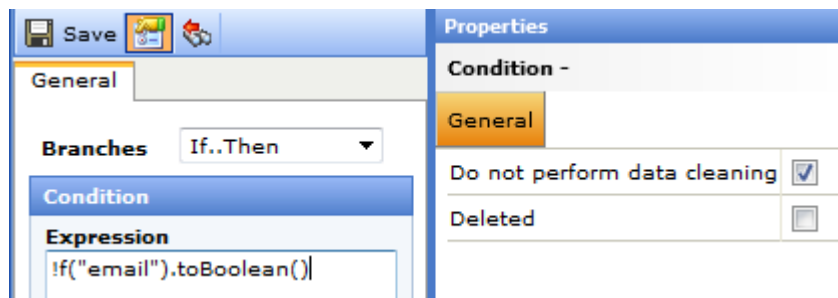 Save
General
Branches If..Then
Condition
Expression
!f("email").toBoolean()
Properties
Condition -
General
Do not perform data cleaning
Deleted